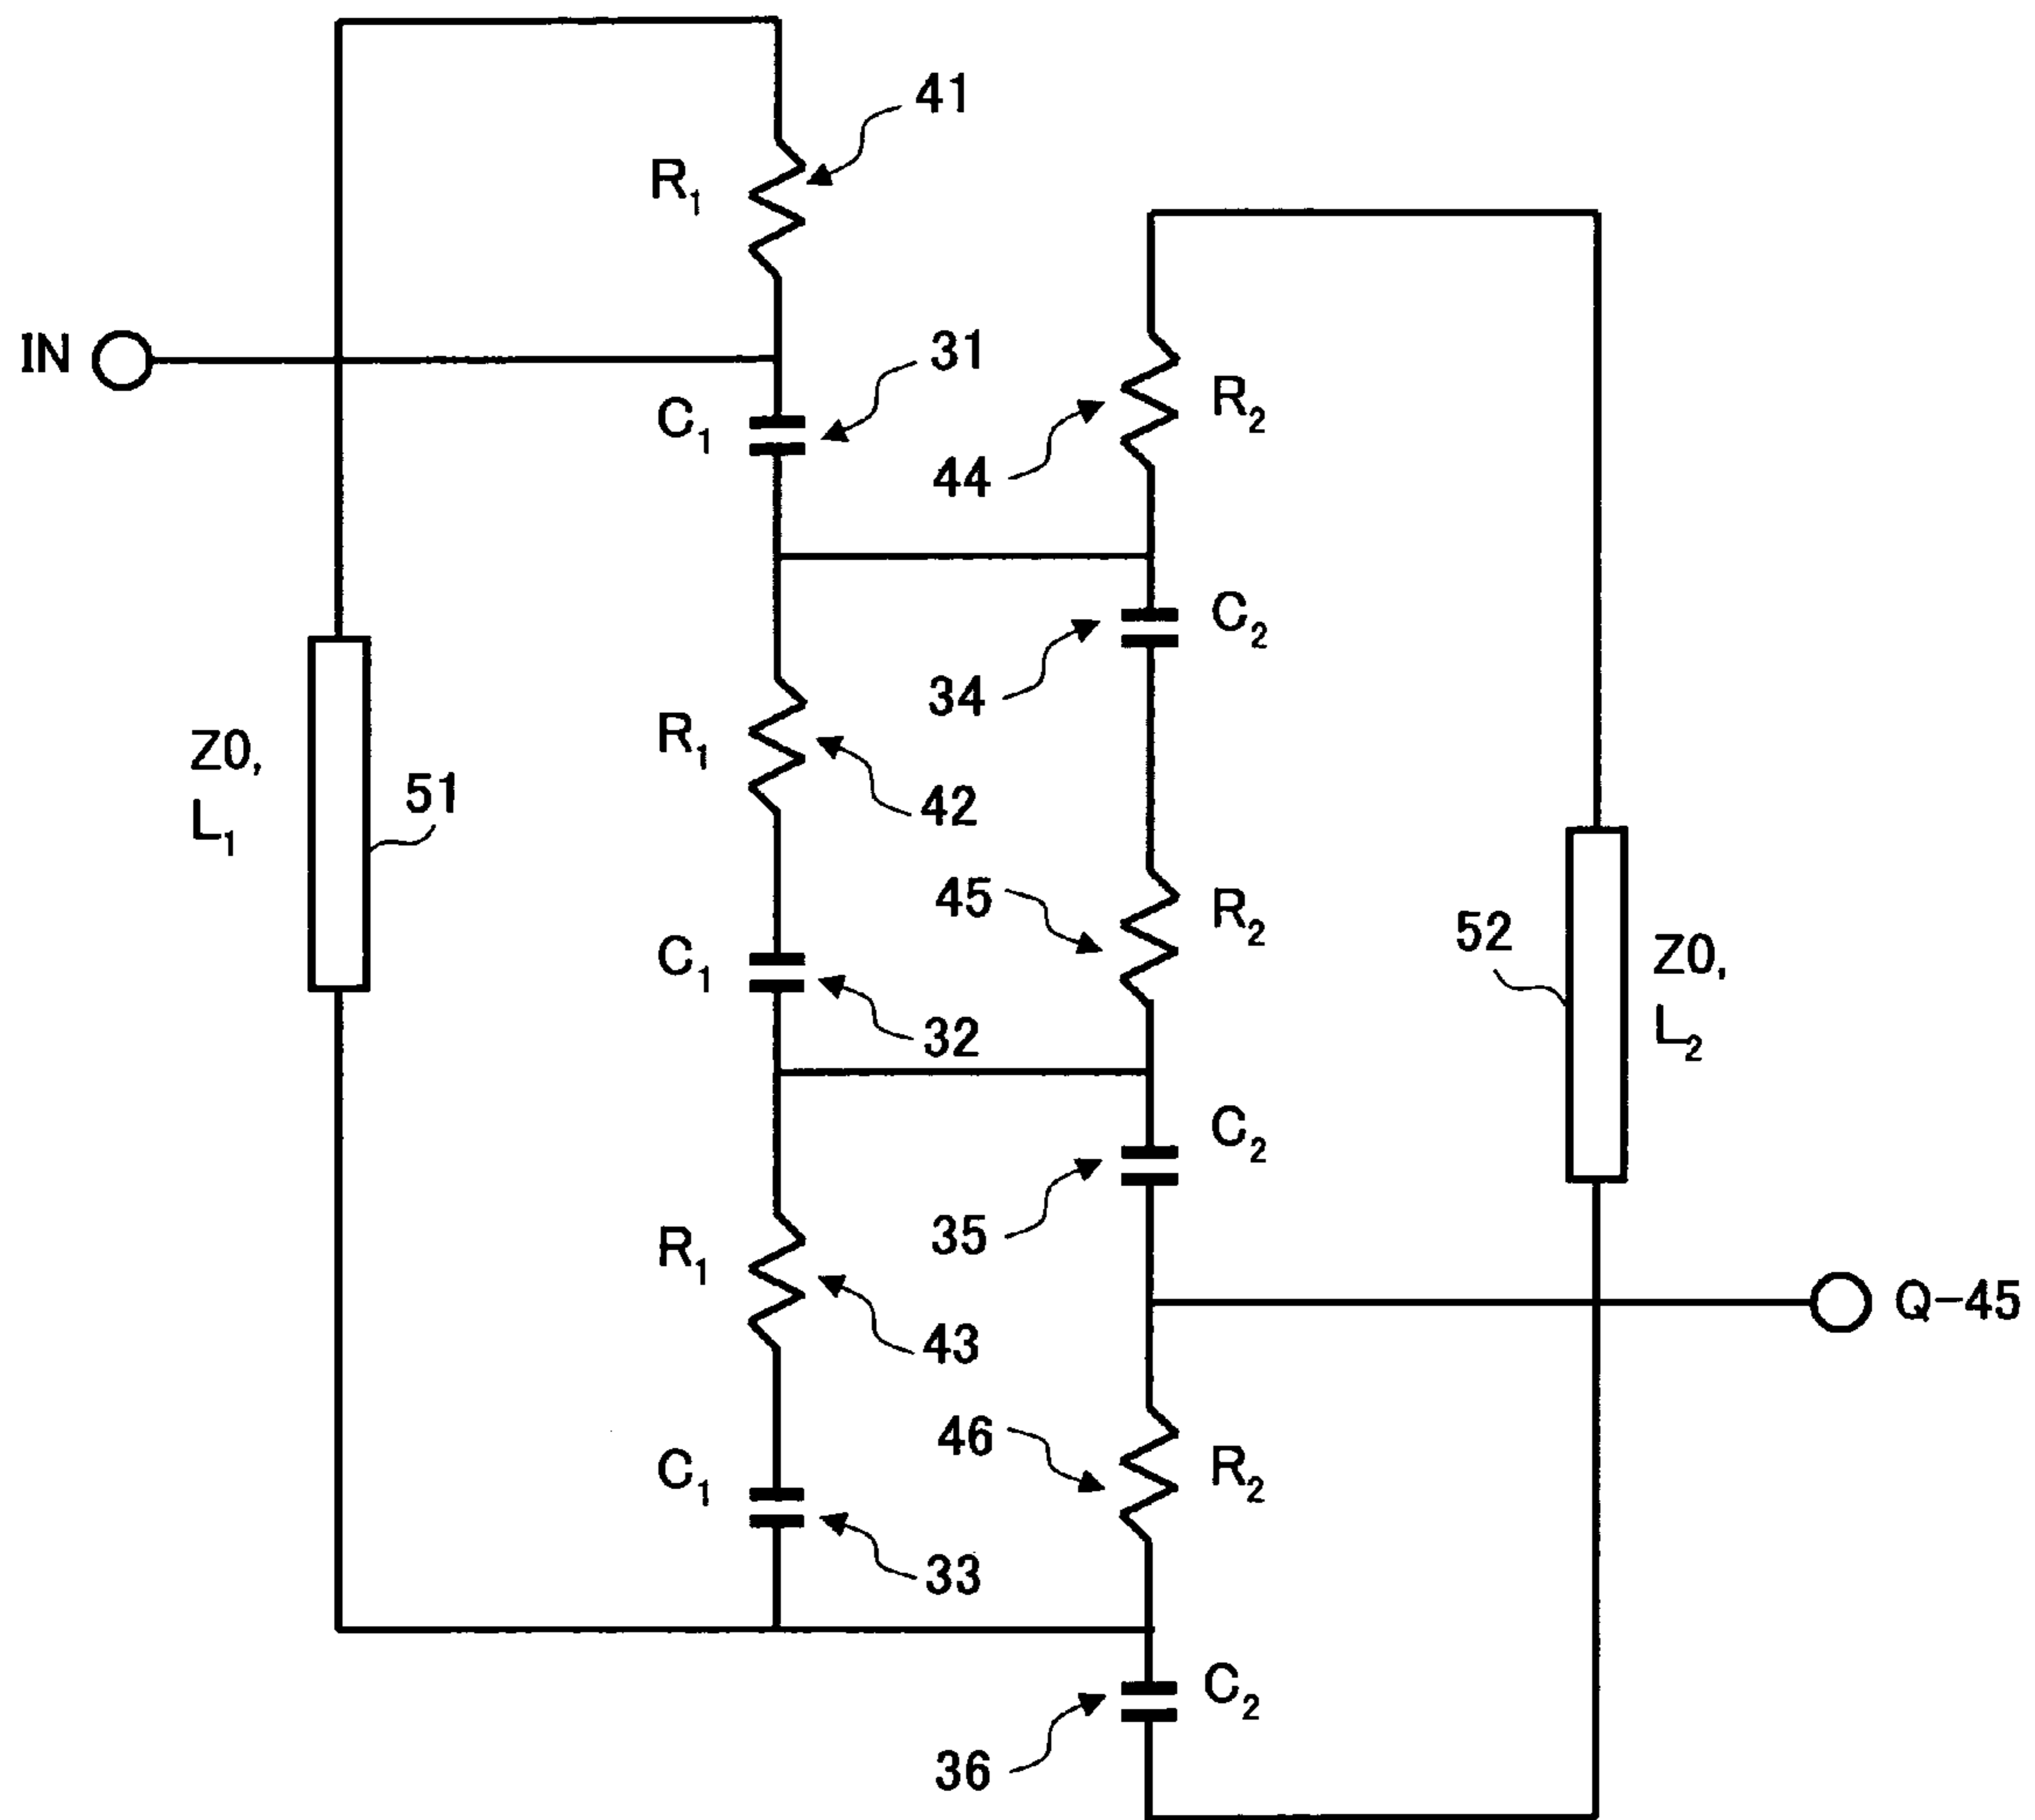 41
R₁
IN
31
C₁
R₂
44
C₂
34
R₁
Z0,
L₁
51
42
45
R₂
52
Z0,
L₂
C₁
32
C₂
35
R₁
43
Q-45
46
R₂
C₁
33
C₂
36